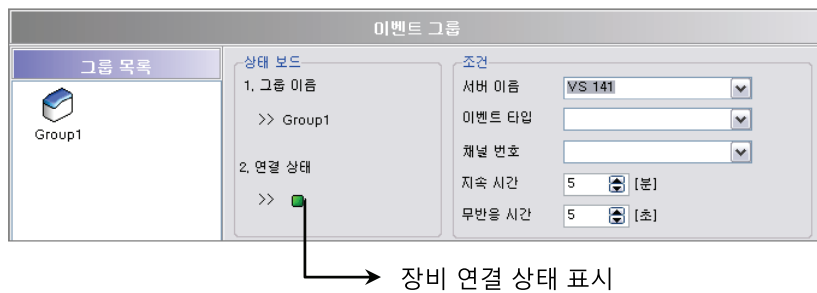 이벤트 그룹
그룹 목록
Group1
상태 보드
1. 그룹 이름
>> Group1
2. 연결 상태
>>
조건
서버 이름 VS 141
이벤트 타입
채널 번호
지속 시간 5 [분]
무반응 시간 5 [초]
장비 연결 상태 표시